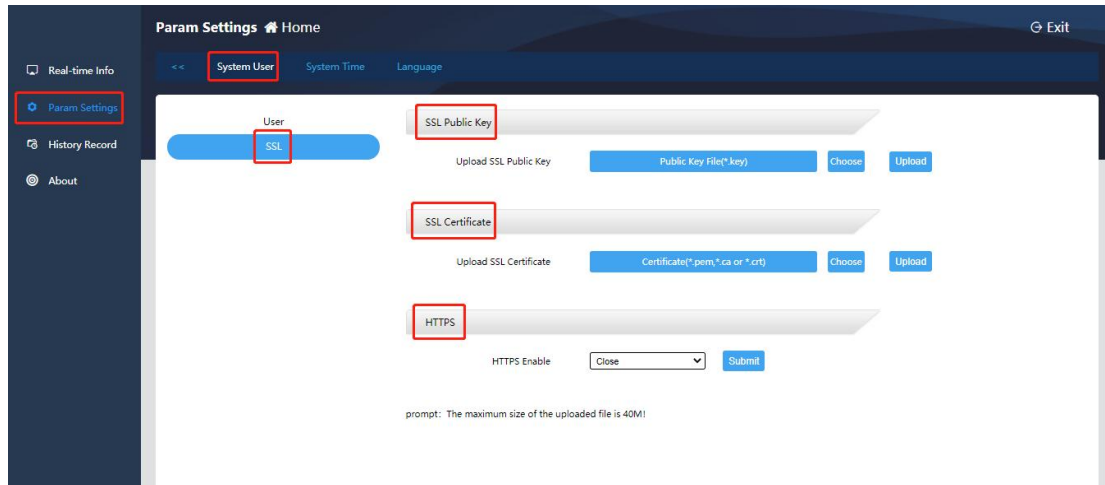 Param Settings Home
Exit
Real-time Info
Param Settings
History Record
About
<< System User System Time Language
User
SSL
SSL Public Key
Upload SSL Public Key Public Key File(*.key) Choose Upload
SSL Certificate
Upload SSL Certificate Certificate(*.pem,*.ca or *.crt) Choose Upload
HTTPS
HTTPS Enable Close Submit
prompt: The maximum size of the uploaded file is 40M!